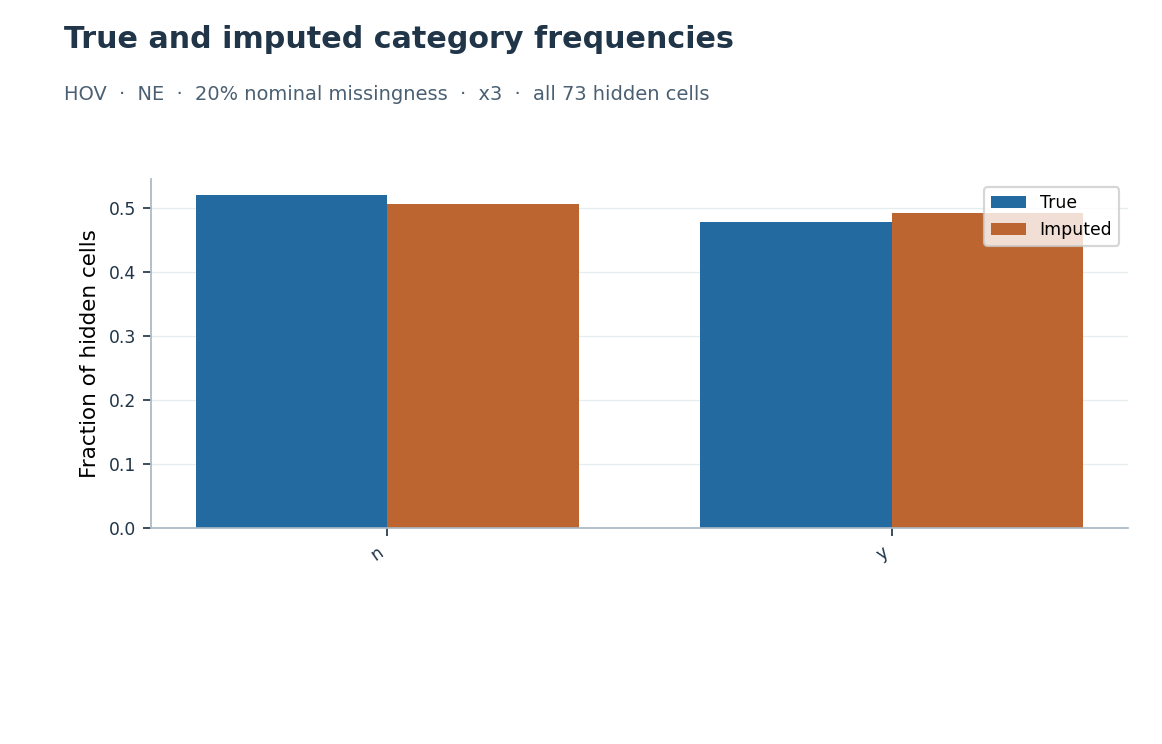 True and imputed category frequencies
HOV · NE · 20% nominal missingness · x3 · all 73 hidden cells
Fraction of hidden cells
0.5
0.4
0.3
0.2
0.1
0.0
n
y
True
Imputed